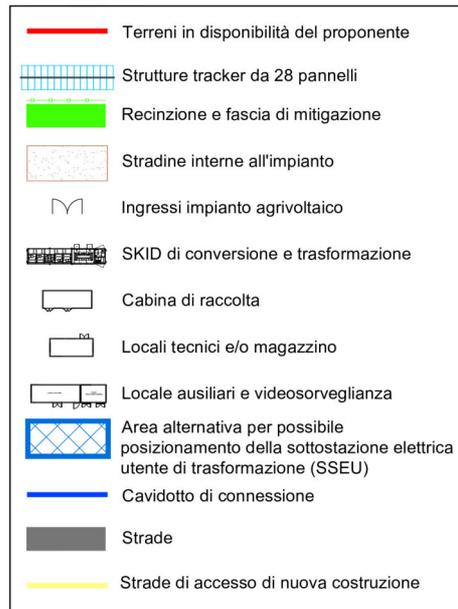 Terreni in disponibilità del proponente
Strutture tracker da 28 pannelli
Recinzione e fascia di mitigazione
Stradine interne all'impianto
Ingressi impianto agrivoltaico
SKID di conversione e trasformazione
Cabina di raccolta
Locali tecnici e/o magazzino
Locale ausiliari e videosorveglianza
Area alternativa per possibile
posizionamento della sottostazione elettrica
utente di trasformazione (SSEU)
Cavidotto di connessione
Strade
Strade di accesso di nuova costruzione